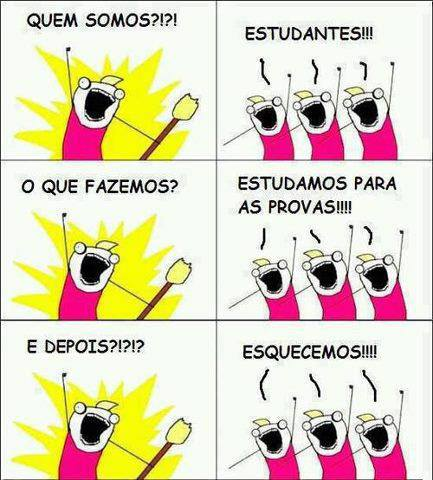 QUEM SOMOS?!?!
ESTUDANTES!!!
O QUE FAZEMOS?
ESTUDAMOS PARA
AS PROVAS!!!!
E DEPOIS?!?!?
ESQUECEMOS!!!!